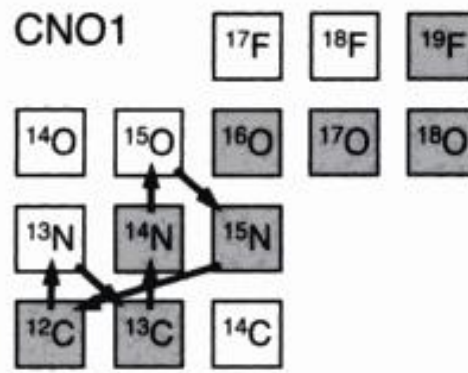 CNO1
¹⁷F ¹⁸F ¹⁹F
¹⁴O ¹⁵O ¹⁶O ¹⁷O ¹⁸O
¹³N ¹⁴N ¹⁵N
¹²C ¹³C ¹⁴C